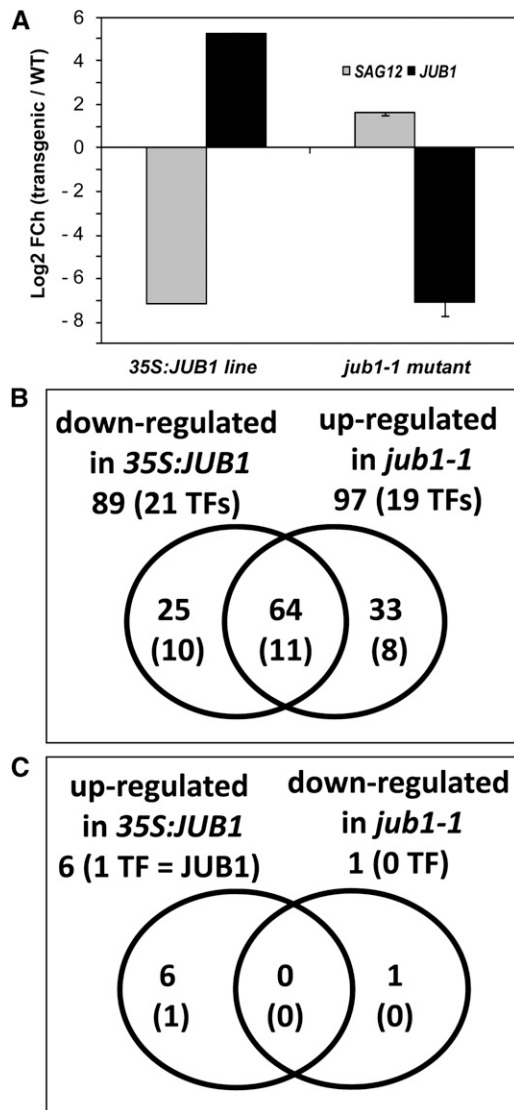 A
Log2 FCh (transgenic / WT)
6
4
2
0
- 2
- 4
- 6
- 8
SAG12 JUB1
35S:JUB1 line jub1-1 mutant
B
down-regulated
in 35S:JUB1
89 (21 TFs)
up-regulated
in jub1-1
97 (19 TFs)
25
(10)
64
(11)
33
(8)
C
up-regulated
in 35S:JUB1
6 (1 TF = JUB1)
down-regulated
in jub1-1
1 (0 TF)
6
(1)
0
(0)
1
(0)